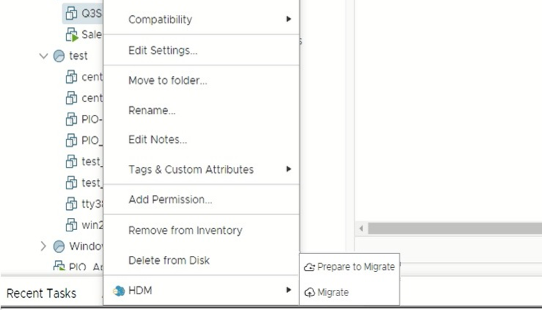 Q3S
Sale
test
cent
cent
PIO-
PIO_
test_
test_
tty3
win2
Windo
Recent Tasks
Compatibility
Edit Settings...
Move to folder...
Rename...
Edit Notes...
Tags & Custom Attributes
Add Permission...
Remove from Inventory
Delete from Disk
HDM
Prepare to Migrate
Migrate